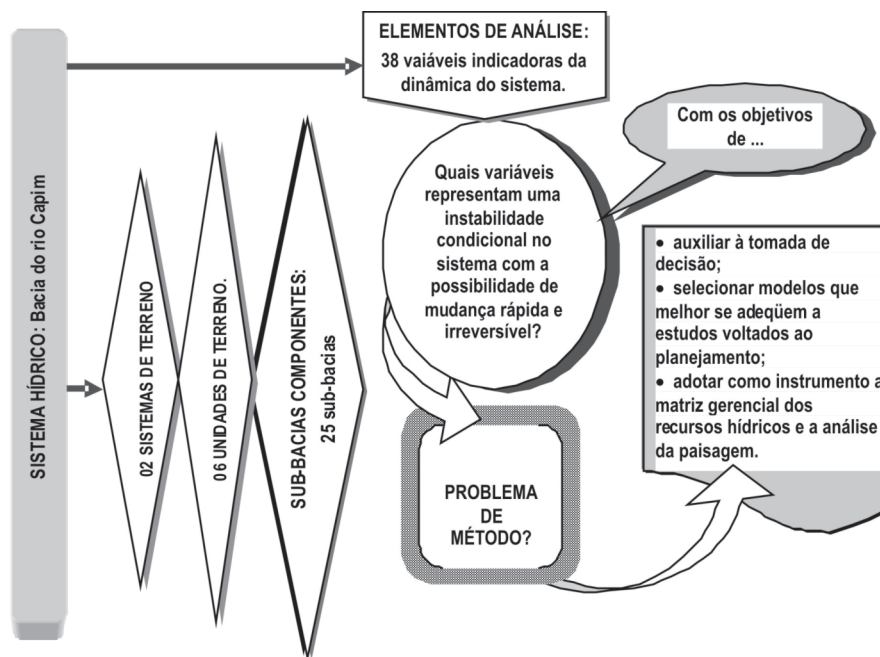 ELEMENTOS DE ANÁLISE:
38 vaiáveis indicadoras da
dinâmica do sistema.
SISTEMA HÍDRICO: Bacia do rio Capim
02 SISTEMAS DE TERRENO
06 UNIDADES DE TERRENO.
SUB-BACIAS COMPONENTES:
25 sub-bacias
Quais variáveis
representam uma
instabilidade
condicional no
sistema com a
possibilidade de
mudança rápida e
irreversível?
Com os objetivos
de ...
• auxiliar à tomada de
decisão;
• selecionar modelos que
melhor se adeqüem a
estudos voltados ao
planejamento;
• adotar como instrumento a
matriz gerencial dos
recursos hídricos e a análise
da paisagem.
PROBLEMA
DE
MÉTODO?